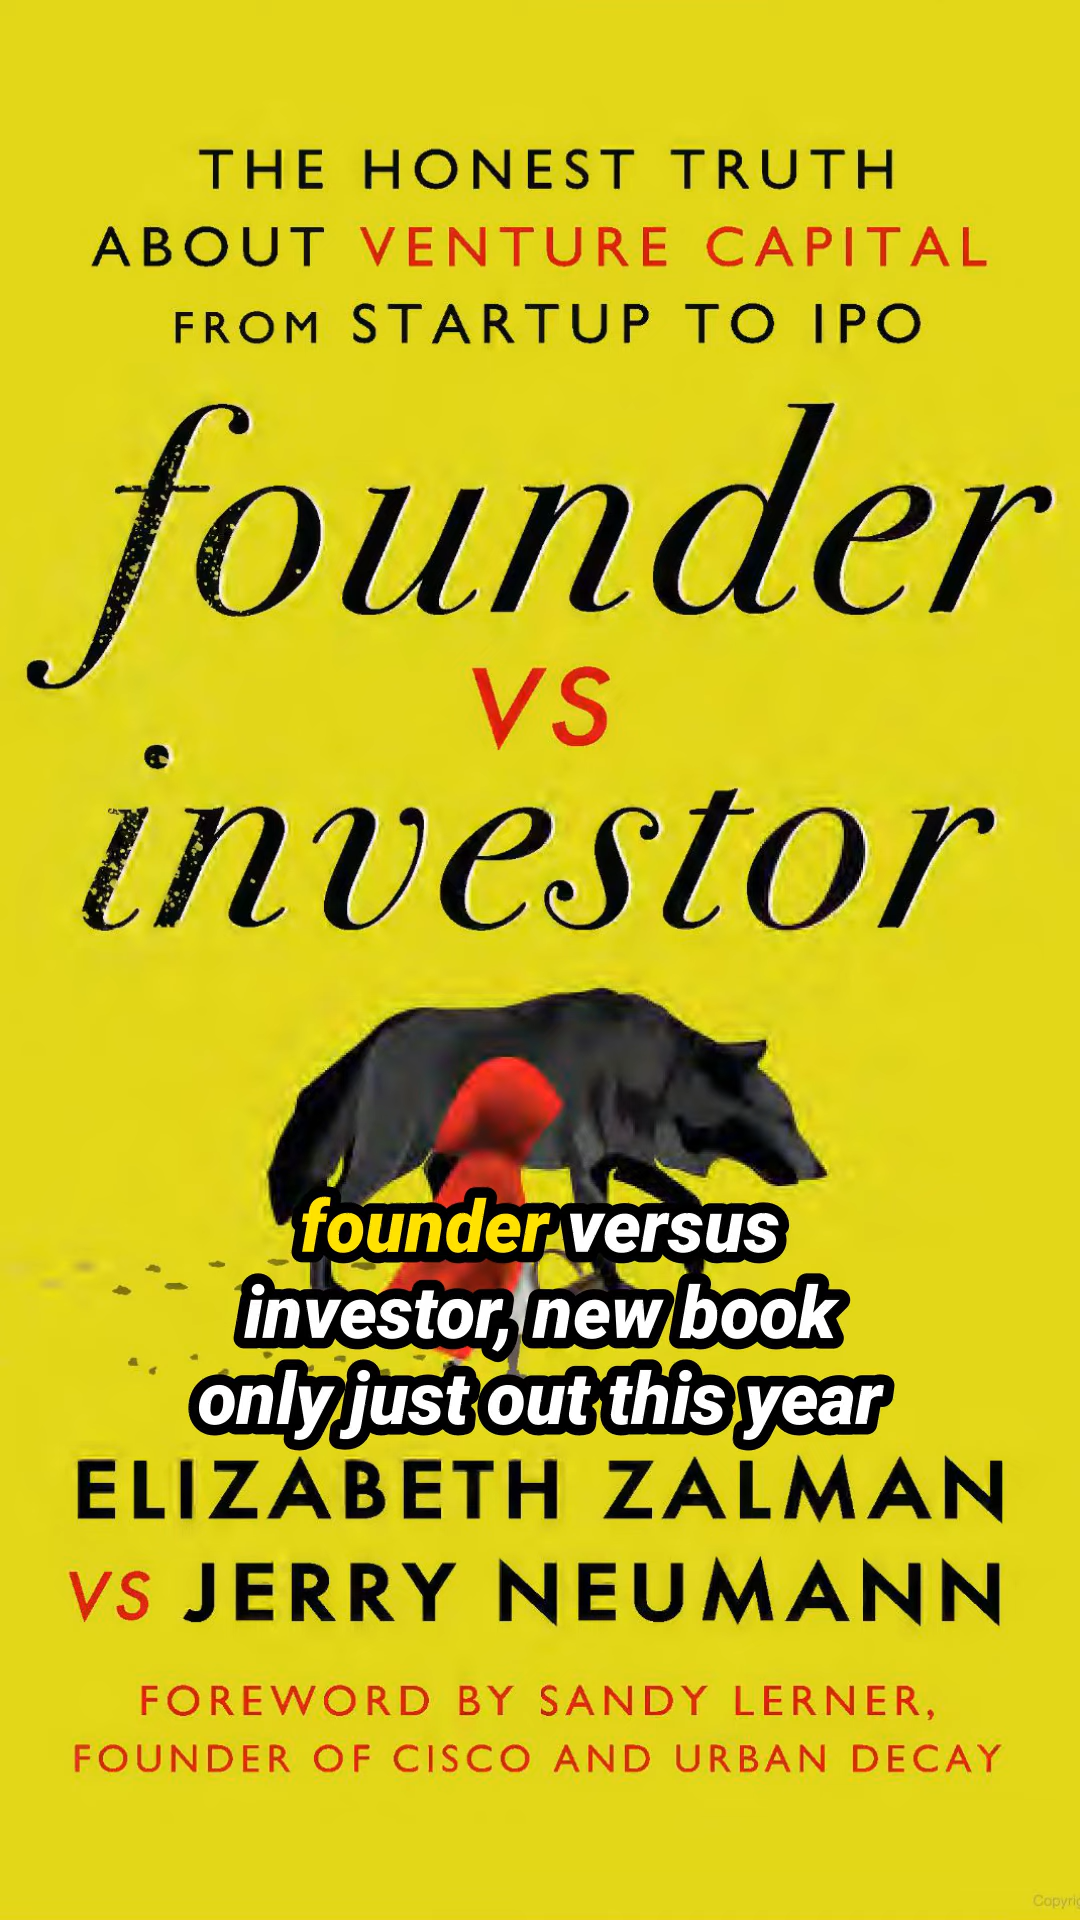 THE HONEST TRUTH
ABOUT VENTURE CAPITAL
FROM STARTUP TO IPO
founder
VS
investor
founder versus
investor, new book
only just out this year
ELIZABETH ZALMAN
VS JERRY NEUMANN
FOREWORD BY SANDY LERNER,
FOUNDER OF CISCO AND URBAN DECAY